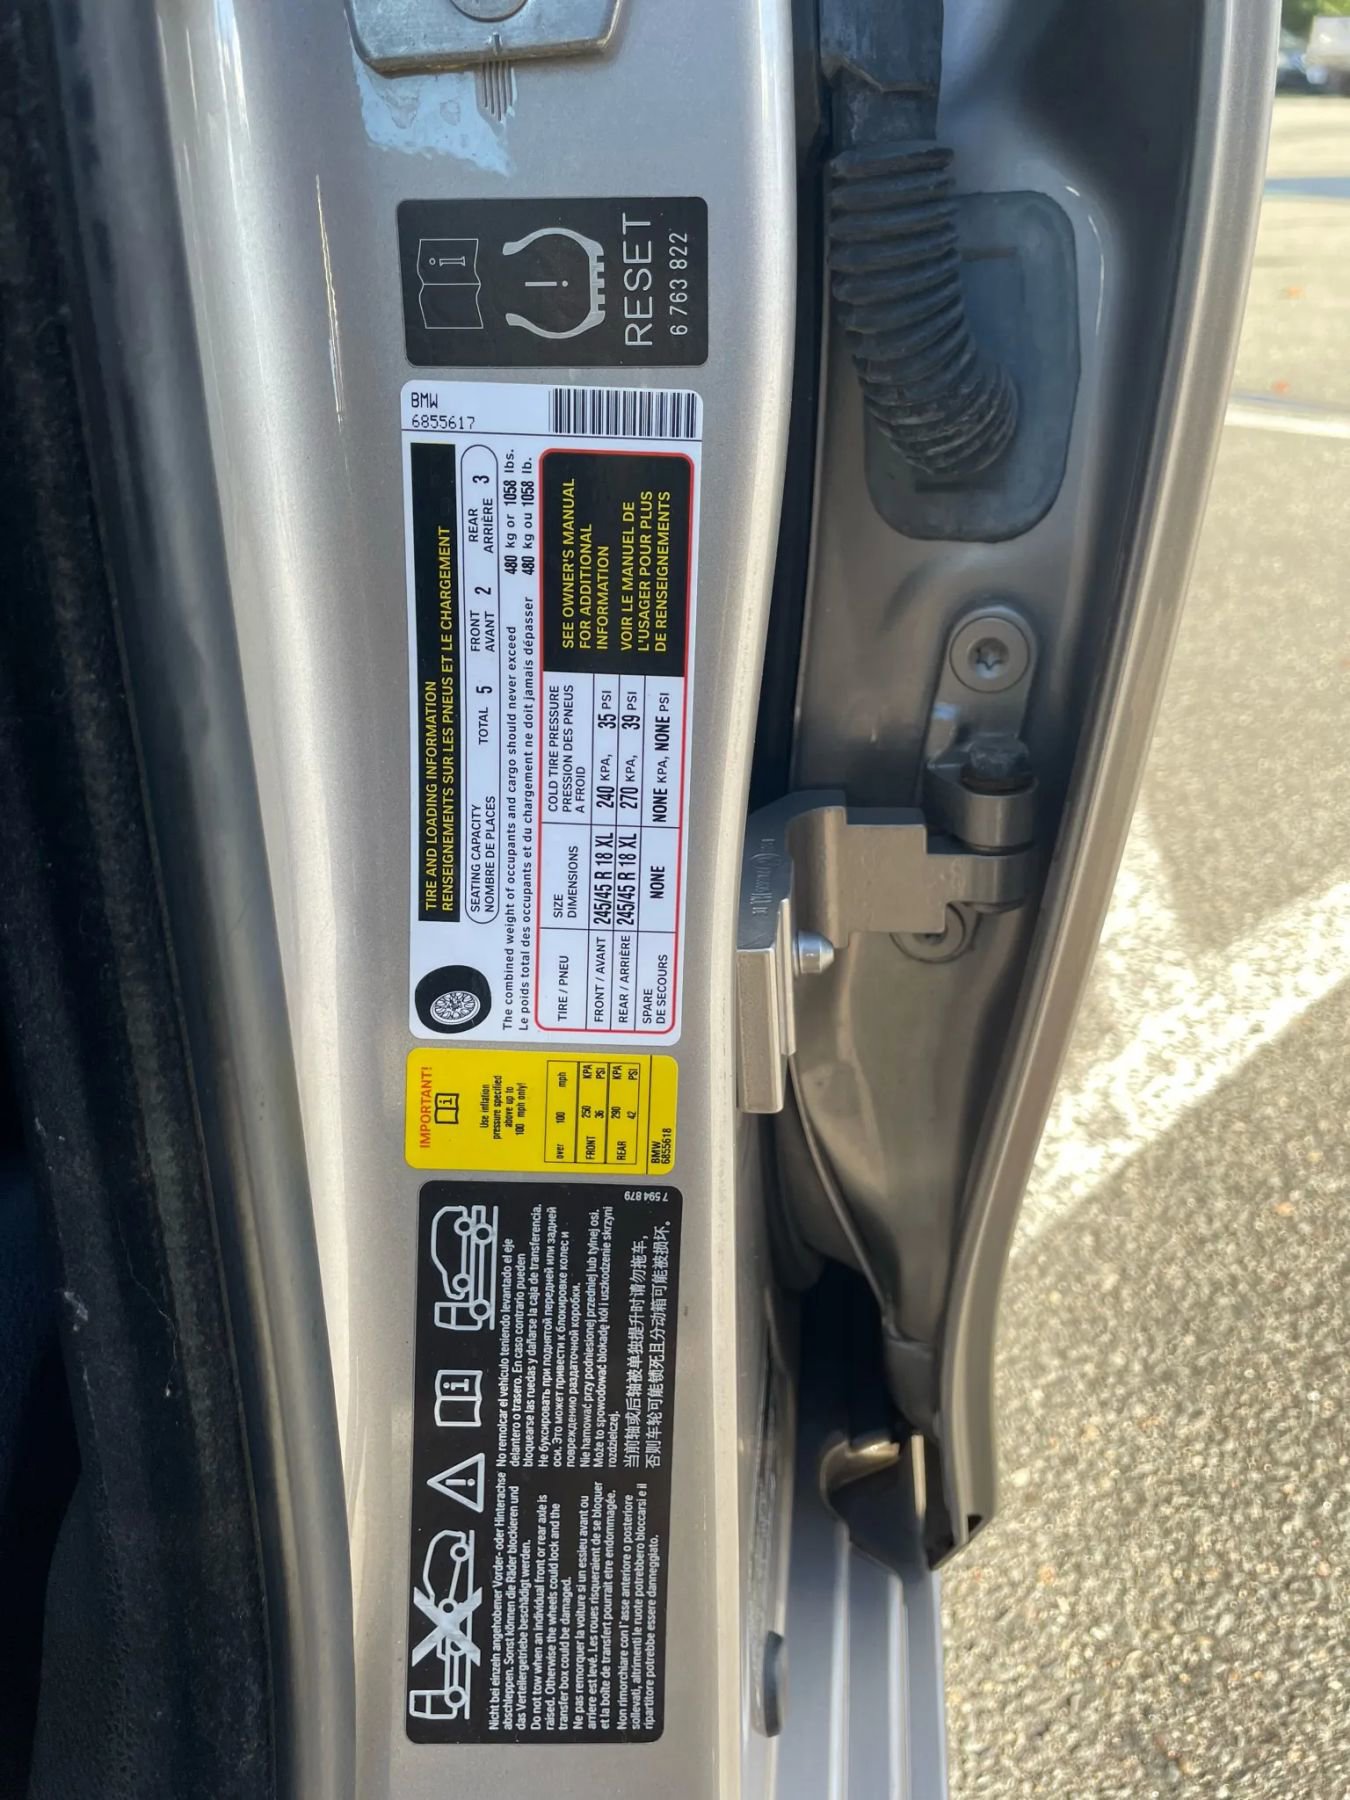 RESET
6 763 822
BMW
6855617
TIRE AND LOADING INFORMATION
RENSEIGNEMENTS SUR LES PNEUS ET LE CHARGEMENT
SEATING CAPACITY
NOMBRE DE PLACES
TOTAL 5
FRONT
AVANT 2
REAR
ARRIÈRE 3
The combined weight of occupants and cargo should never exceed 480 kg or 1058 lbs.
Le poids total des occupants et du chargement ne doit jamais dépasser 480 kg ou 1058 lb.
TIRE / PNEU
SIZE
DIMENSIONS
COLD TIRE PRESSURE
PRESSION DES PNEUS
A FROID
FRONT / AVANT 245/45 R 18 XL 240 KPA, 35 PSI
REAR / ARRIÈRE 245/45 R 18 XL 270 KPA, 39 PSI
SPARE
DE SECOURS
NONE NONE KPA, NONE PSI
SEE OWNER'S MANUAL
FOR ADDITIONAL
INFORMATION
VOIR LE MANUEL DE
L'USAGER POUR PLUS
DE RENSEIGNEMENTS
IMPORTANT!
Use inflation
pressure specified
above up to
100 mph only!
over 100 mph
FRONT 250 KPA
36 PSI
REAR 290 KPA
42 PSI
BMW
6855618
Nicht bei einzeln angehobener Vorder- oder Hinterachse
abschleppen. Sonst können die Räder blockieren und
das Verteilergetriebe beschädigt werden.
Do not tow when an individual front or rear axle is
raised. Otherwise the wheels could lock and the
transfer box could be damaged.
Ne pas remorquer la voiture si un essieu avant ou
arriere est levé. Les roues risqueraient de se bloquer
et la boîte de transfert pourrait etre endommagée.
Non rimorchiare con l'asse anteriore o posteriore
sollevati, altrimenti le ruote potrebbero bloccarsi e il
ripartitore potrebbe essere danneggiato.
No remolcar el vehículo teniendo levantado el eje
delantero o trasero. En caso contrario pueden
bloquearse las ruedas y dañarse la caja de transferencia.
Не буксировать при поднятой передней или задней
оси. Это может привести к блокировке колес и
повреждению раздаточной коробки.
Nie hamować przy podniesionej przedniej lub tylnej osi.
Może to spowodować blokadę kół i uszkodzenie skrzyni
rozdzielczej.
当前轴或后轴被单独提升时请勿拖车,
否则车轮可能锁死且分动箱可能被损坏。
7 594 879